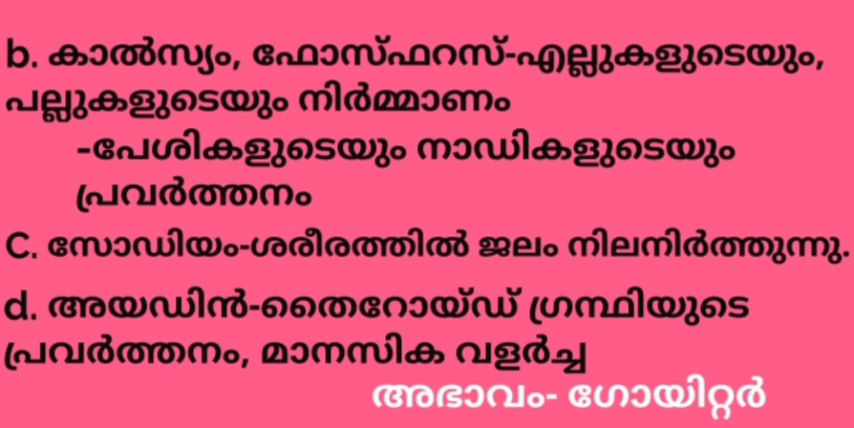 b. കാൽസ്യം, ഫോസ്ഫറസ്-എല്ലുകളുടെയും,
പല്ലുകളുടെയും നിർമ്മാണം
-പേശികളുടെയും നാഡികളുടെയും
പ്രവർത്തനം
C. സോഡിയം-ശരീരത്തിൽ ജലം നിലനിർത്തുന്നു.
d. അയഡിൻ-തൈറോയ്ഡ് ഗ്രന്ഥിയുടെ
പ്രവർത്തനം, മാനസിക വളർച്ച
അഭാവം- ഗോയിറ്റർ